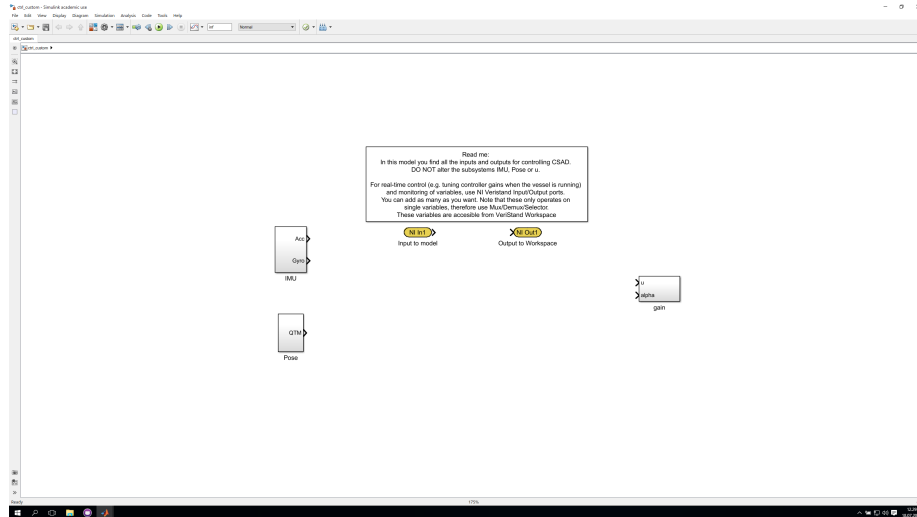 ctrl_custom - Simulink academic use
File Edit View Display Diagram Simulation Analysis Code Tools Help
inf
Normal
ctrl_custom
ctrl_custom
Read me:
In this model you find all the inputs and outputs for controlling CSAD.
DO NOT alter the subsystems IMU, Pose or u.
For real-time control (e.g. tuning controller gains when the vessel is running)
and monitoring of variables, use NI Veristand Input/Output ports.
You can add as many as you want. Note that these only operates on
single variables, therefore use Mux/Demux/Selector.
These variables are accesible from VeriStand Workspace
NI In1
NI Out1
Input to model
Output to Workspace
Acc
Gyro
IMU
u
alpha
gain
QTM
Pose
Ready
175%